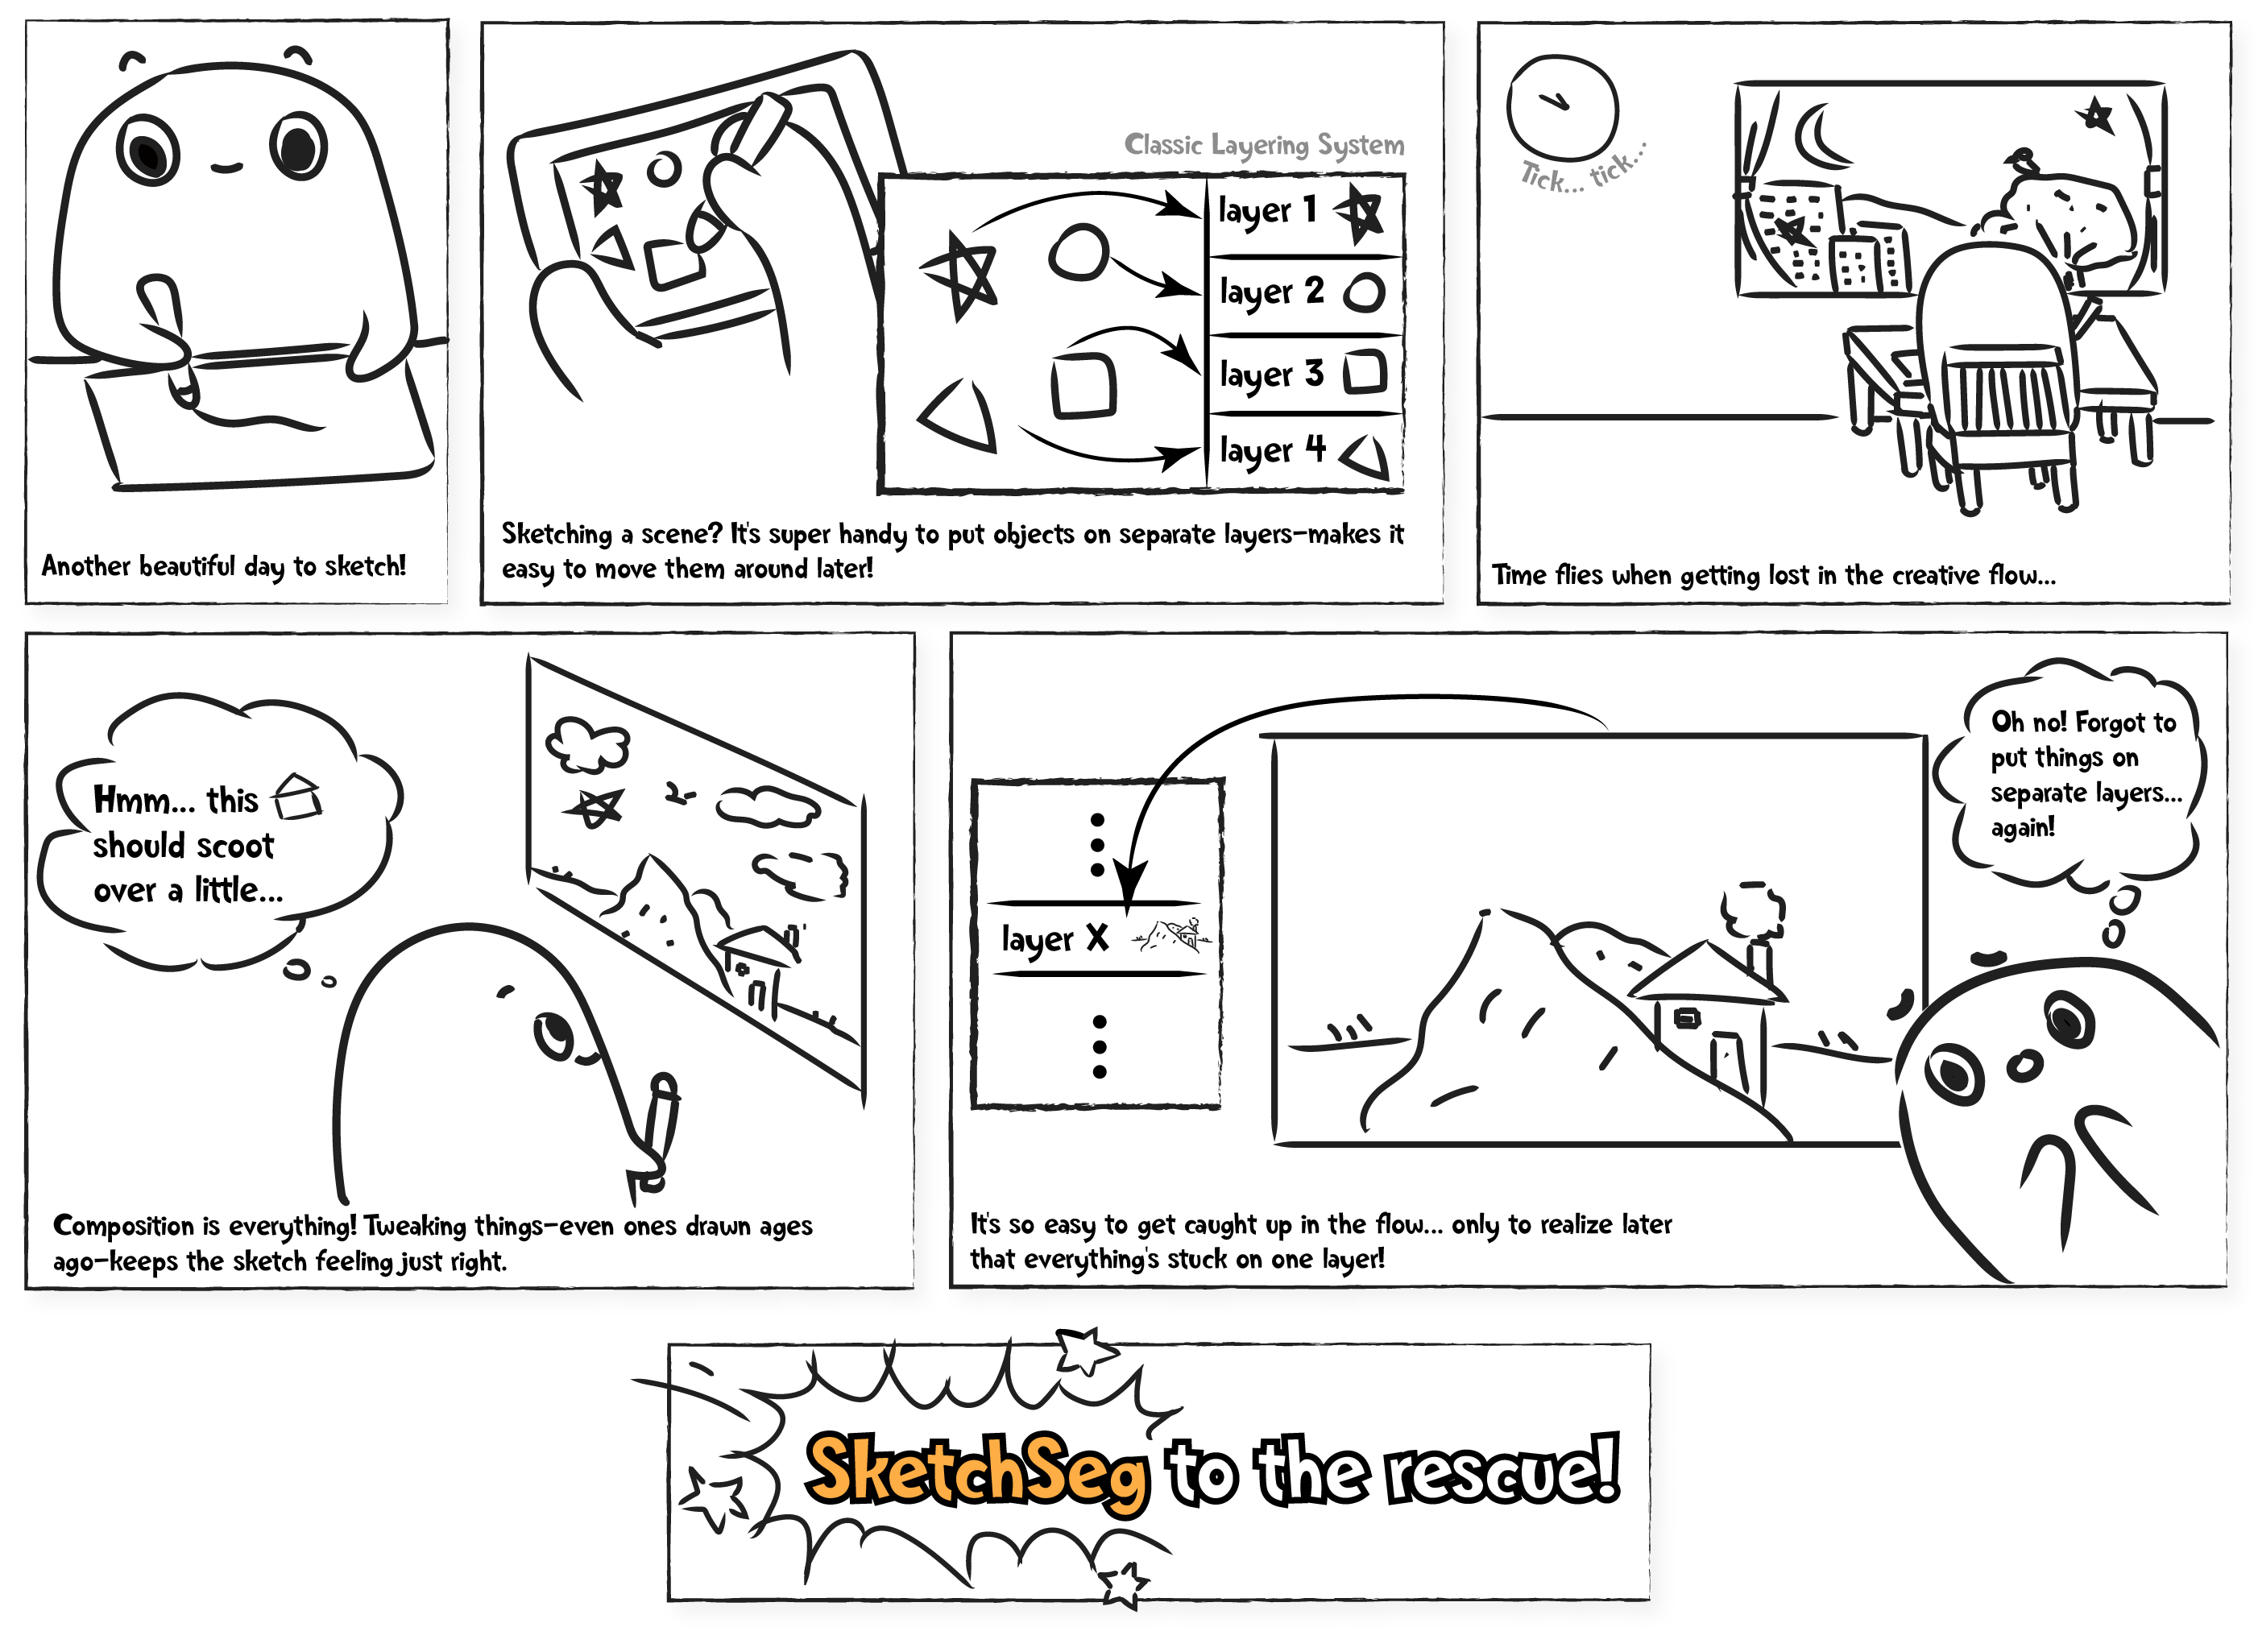 Another beautiful day to sketch!
Classic Layering System
layer 1
layer 2
layer 3
layer 4
Sketching a scene? It's super handy to put objects on separate layers—makes it
easy to move them around later!
Tick... tick...
Time flies when getting lost in the creative flow...
Hmm... this
should scoot
over a little...
Composition is everything! Tweaking things—even ones drawn ages
ago—keeps the sketch feeling just right.
layer X
Oh no! Forgot to
put things on
separate layers...
again!
It's so easy to get caught up in the flow... only to realize later
that everything's stuck on one layer!
SketchSeg to the rescue!